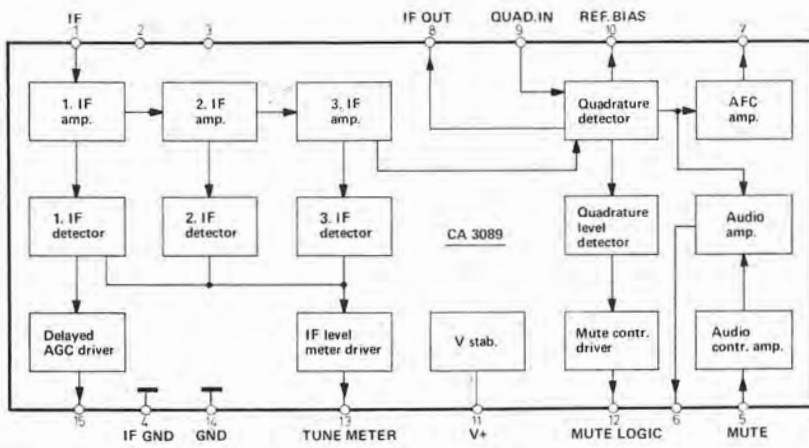 IF IF OUT QUAD.IN REF.BIAS
1 2 3 8 9 10 7
1. IF amp.
2. IF amp.
3. IF amp.
Quadrature detector
AFC amp.
1. IF detector
2. IF detector
3. IF detector
CA 3089
Quadrature level detector
Audio amp.
Delayed AGC driver
IF level meter driver
V stab.
Mute contr. driver
Audio contr. amp.
15 4 14 13 11 12 6 5
IF GND GND TUNE METER V+ MUTE LOGIC MUTE